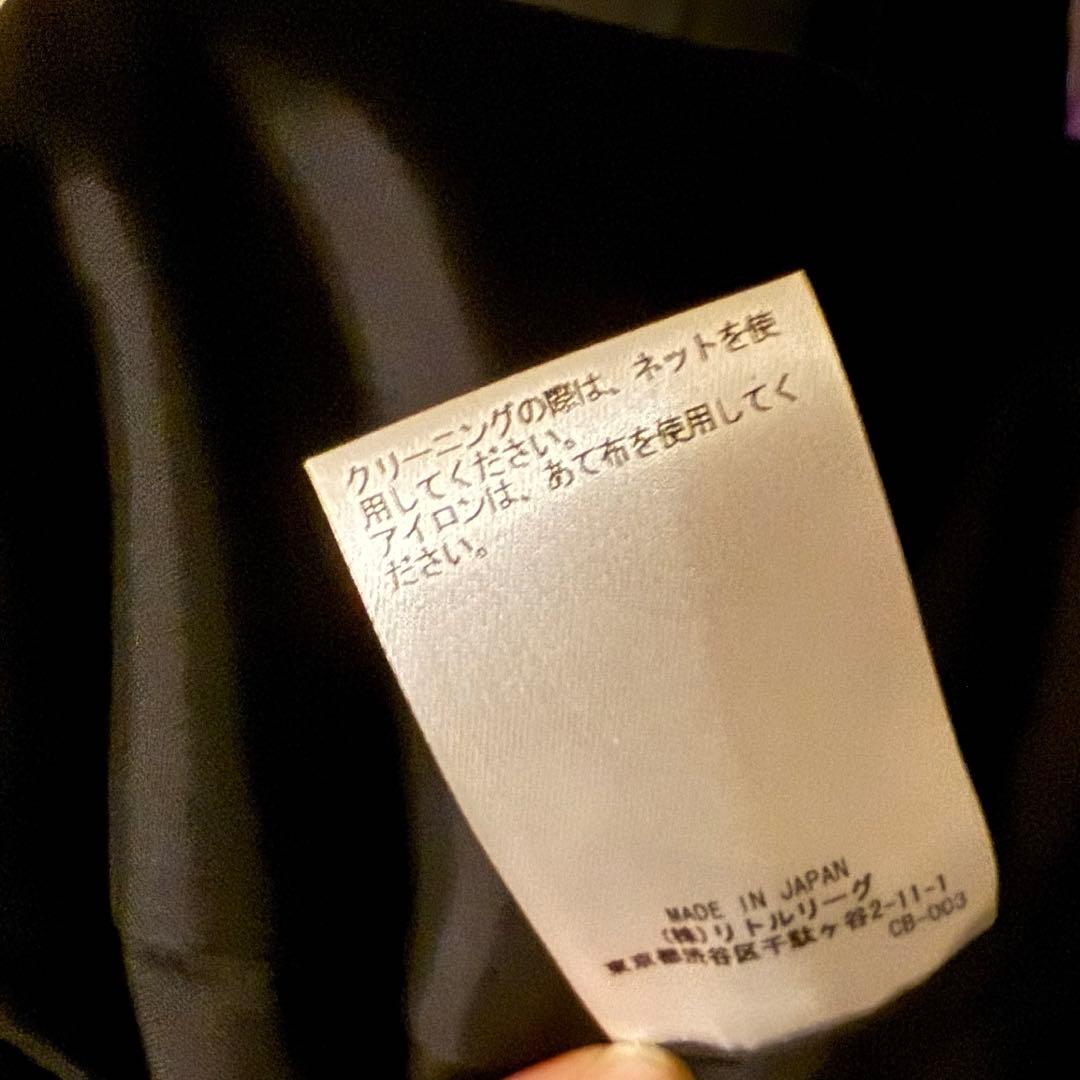 クリーニングの際は、ネットを使
用してください。
アイロンは、あて布を使用してく
ださい。
MADE IN JAPAN
(株)リトルリーグ
東京都渋谷区千駄ヶ谷2-11-1
CB-003